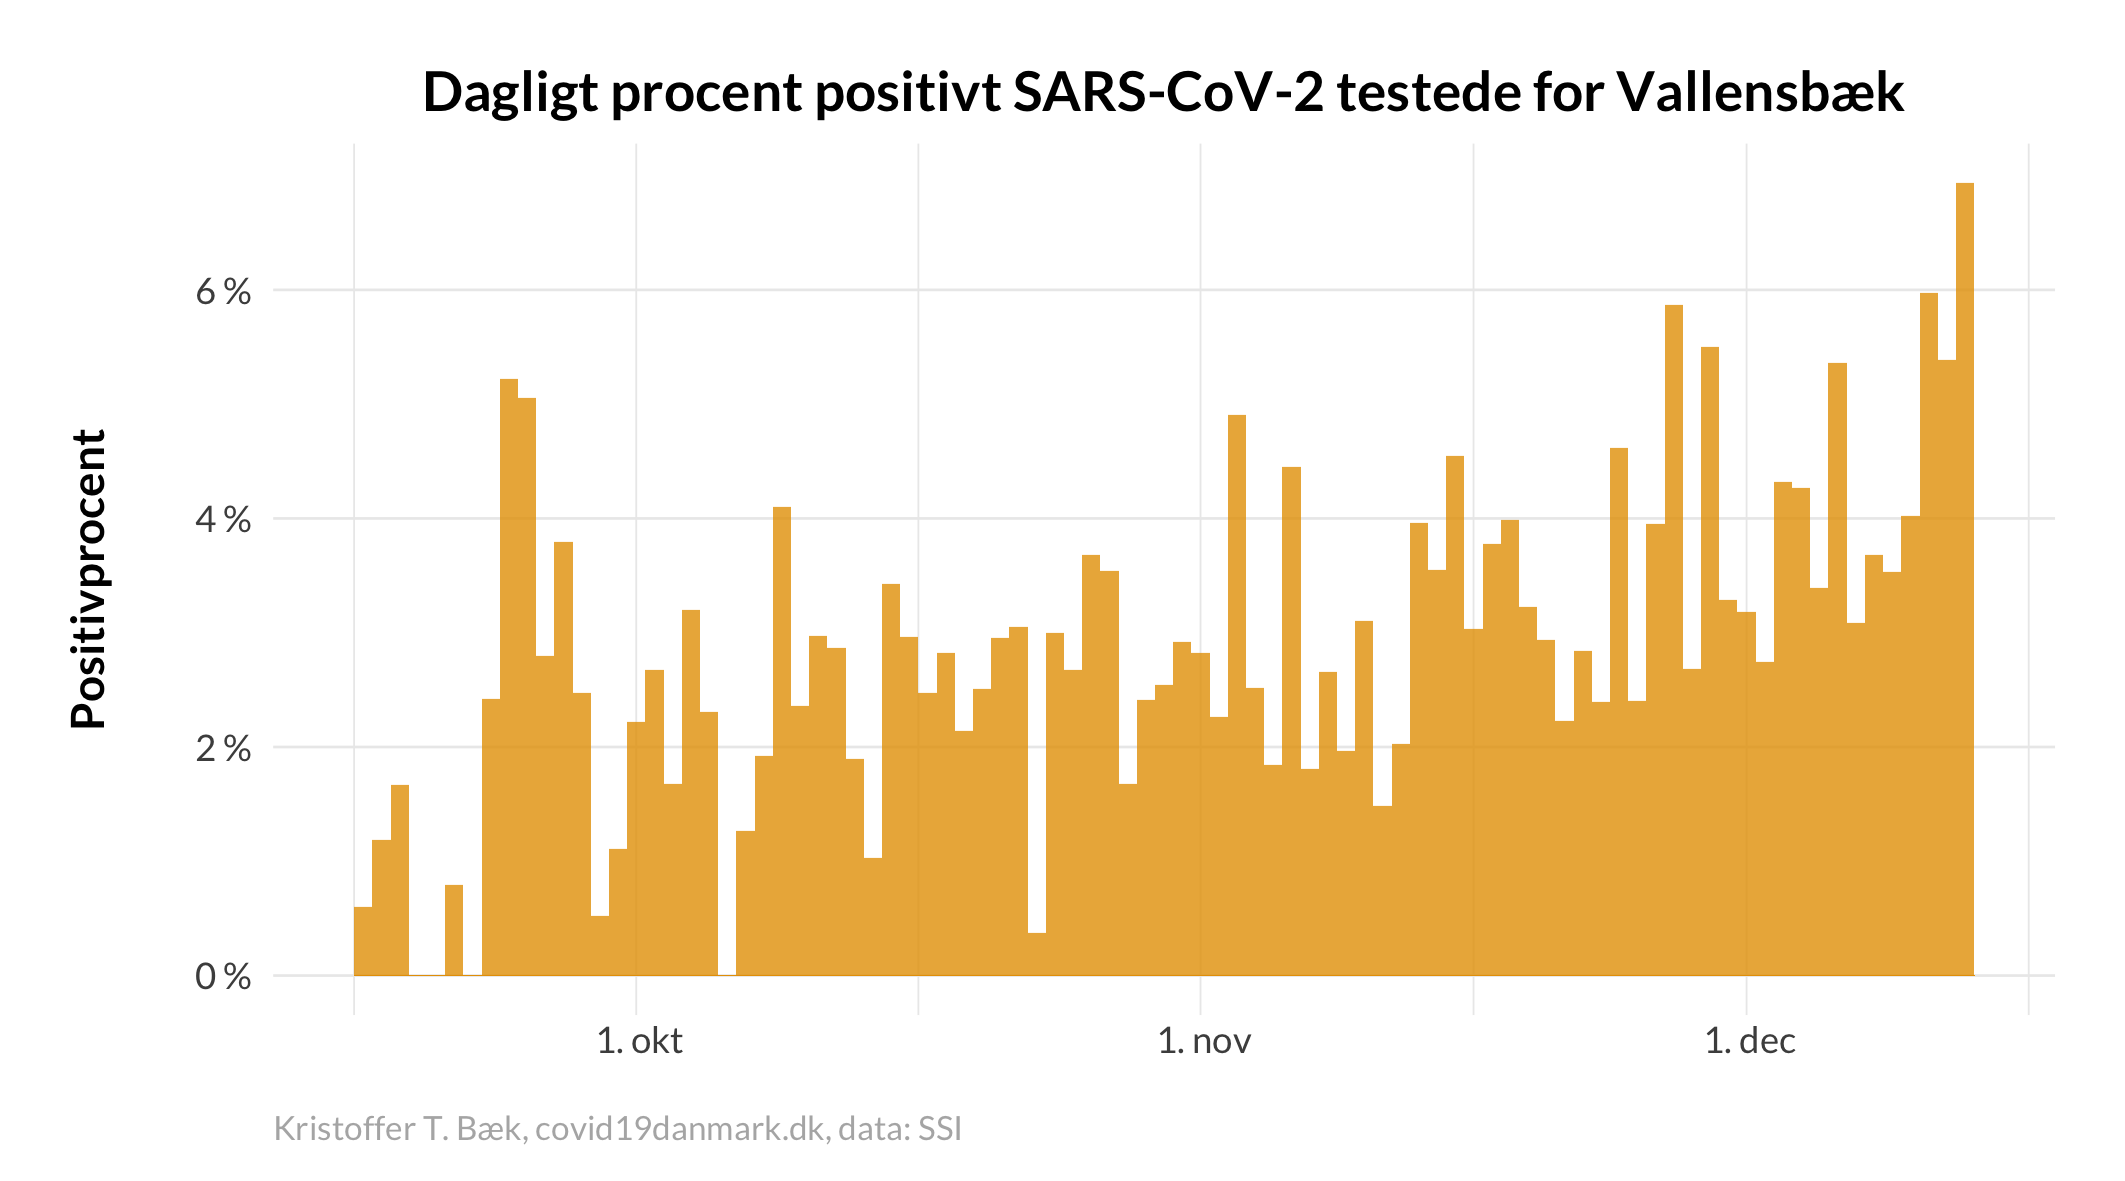 Dagligt procent positivt SARS-CoV-2 testede for Vallensbæk
Positivprocent
6 %
4 %
2 %
0 %
1. okt
1. nov
1. dec
Kristoffer T. Bæk, covid19danmark.dk, data: SSI